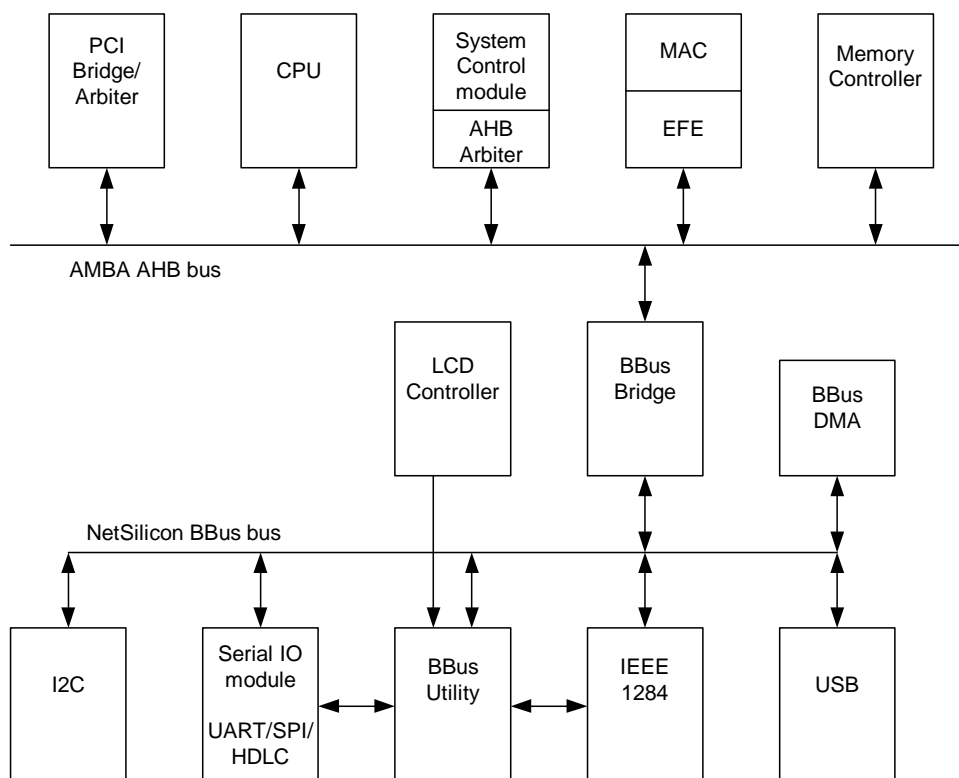 PCI
Bridge/
Arbiter
CPU
System
Control
module
AHB
Arbiter
MAC
EFE
Memory
Controller
AMBA AHB bus
LCD
Controller
BBus
Bridge
BBus
DMA
NetSilicon BBus bus
I2C
Serial IO
module
UART/SPI/
HDLC
BBus
Utility
IEEE
1284
USB